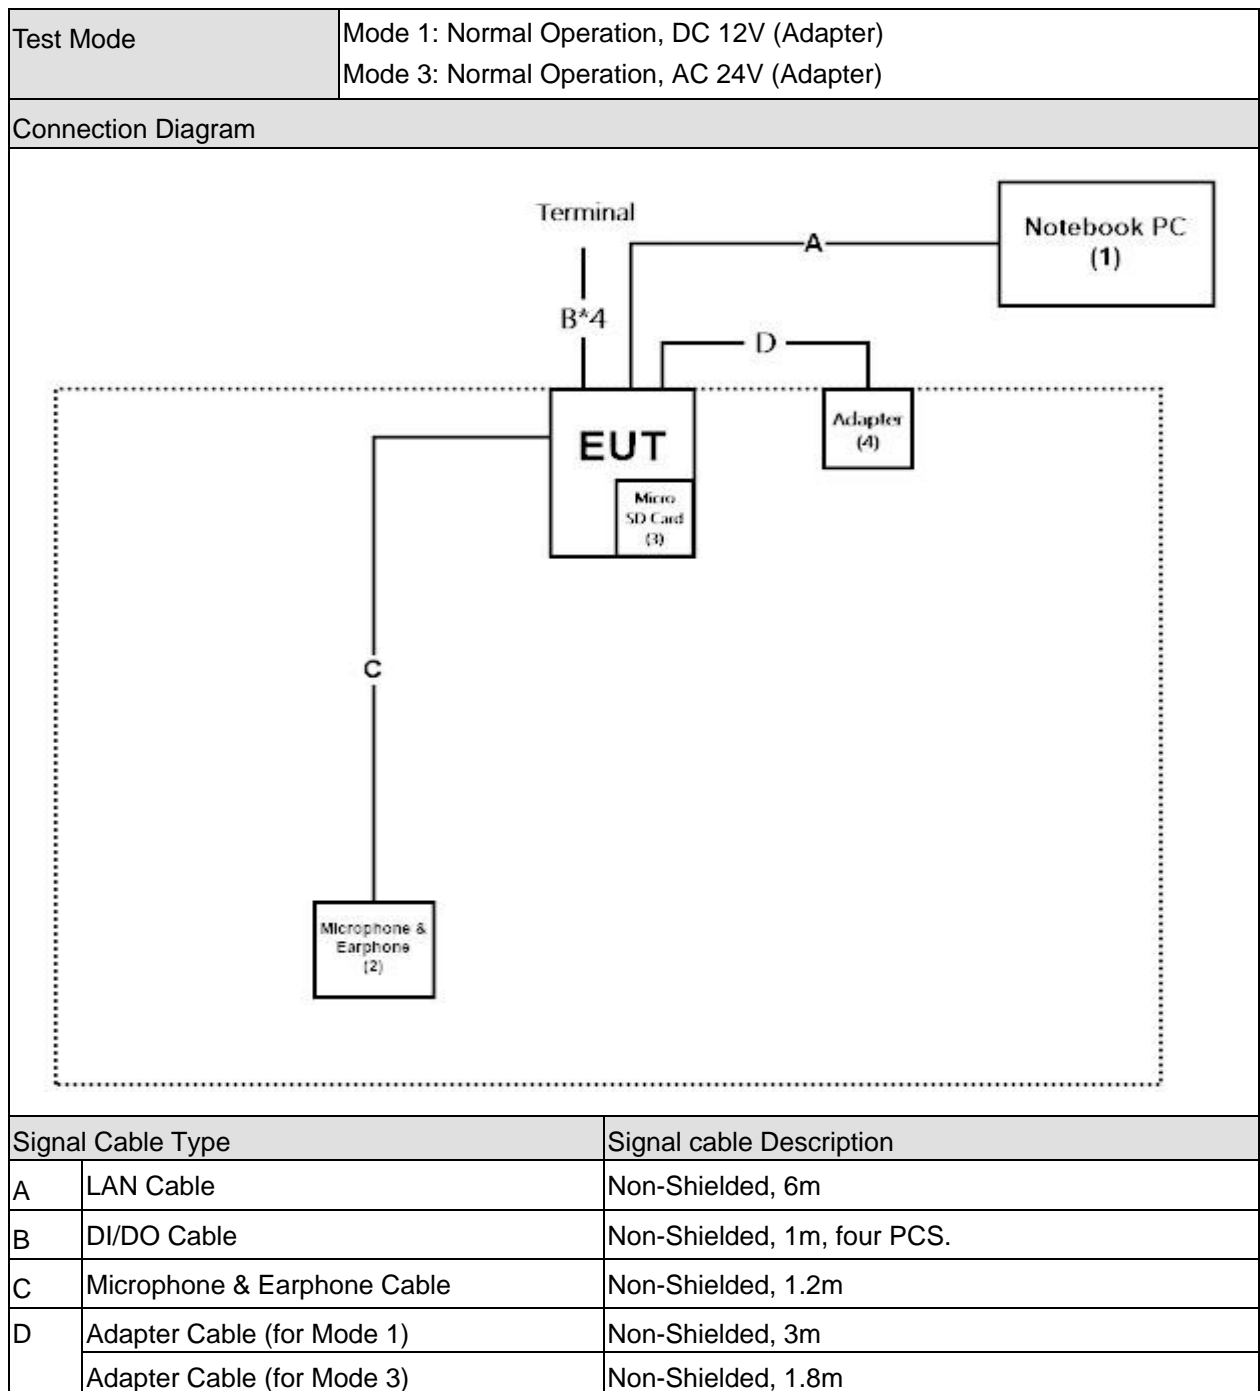 Test Mode
Mode 1: Normal Operation, DC 12V (Adapter)
Mode 3: Normal Operation, AC 24V (Adapter)
Connection Diagram
Terminal
A
Notebook PC
(1)
B*4
D
EUT
Adapter
(4)
Micro
SD Card
(3)
C
Microphone &
Earphone
(2)
Signal Cable Type Signal cable Description
A LAN Cable Non-Shielded, 6m
B DI/DO Cable Non-Shielded, 1m, four PCS.
C Microphone & Earphone Cable Non-Shielded, 1.2m
D Adapter Cable (for Mode 1) Non-Shielded, 3m
Adapter Cable (for Mode 3) Non-Shielded, 1.8m